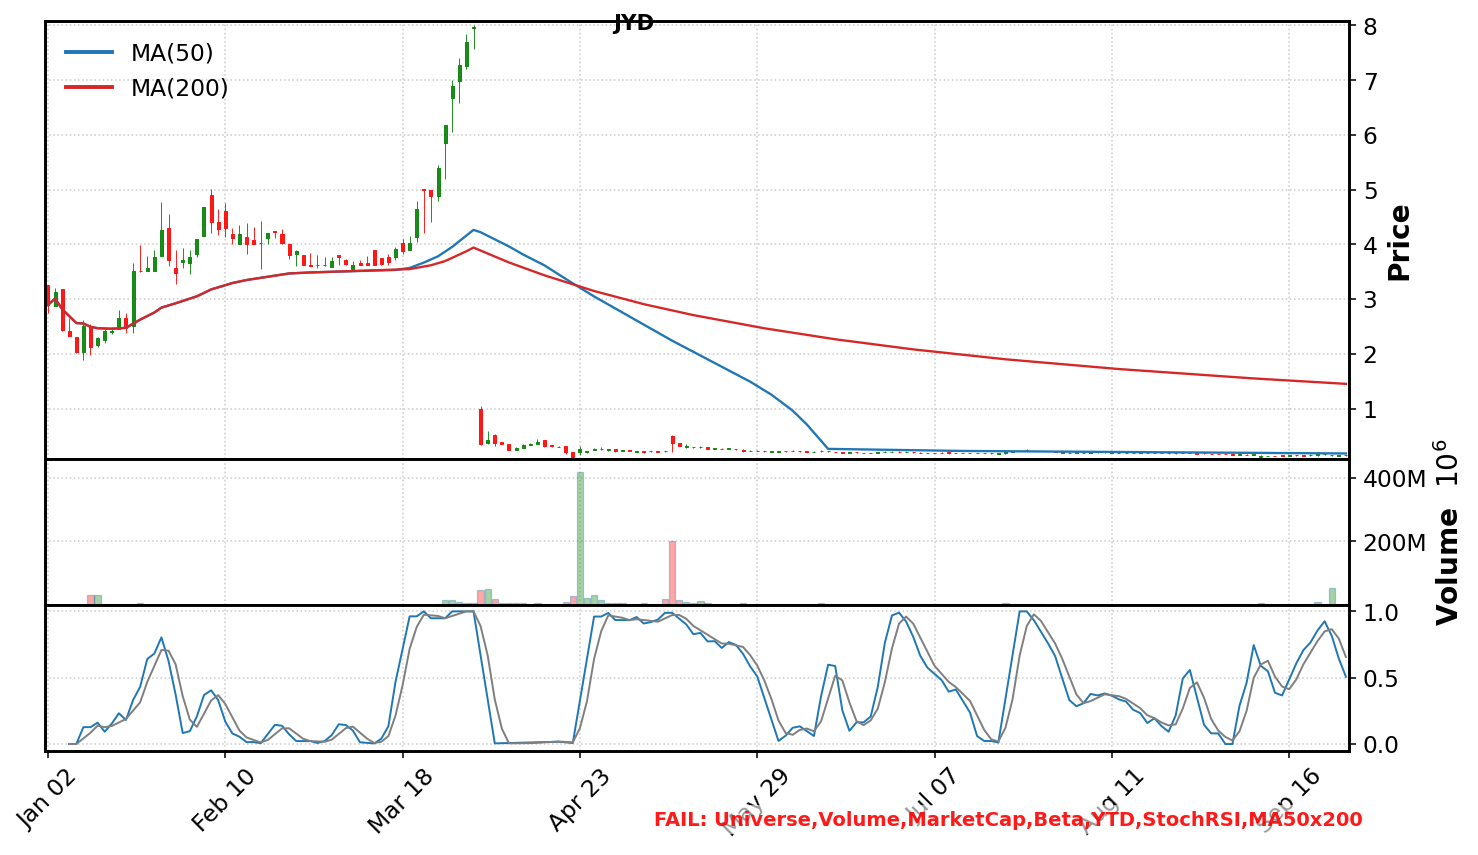 JYD
MA(50)
MA(200)
8
7
6
5
4
3
2
1
Price
400M
200M
Volume 10⁶
1.0
0.5
0.0
Jan 02
Feb 10
Mar 18
Apr 23
May 29
Jul 07
Aug 11
Sep 16
FAIL: Universe,Volume,MarketCap,Beta,YTD,StochRSI,MA50x200